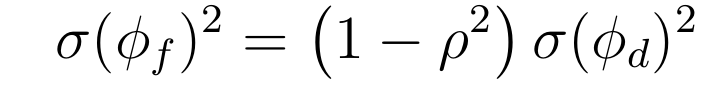 σ(ϕ_f)² = (1 − ρ²) σ(ϕ_d)²